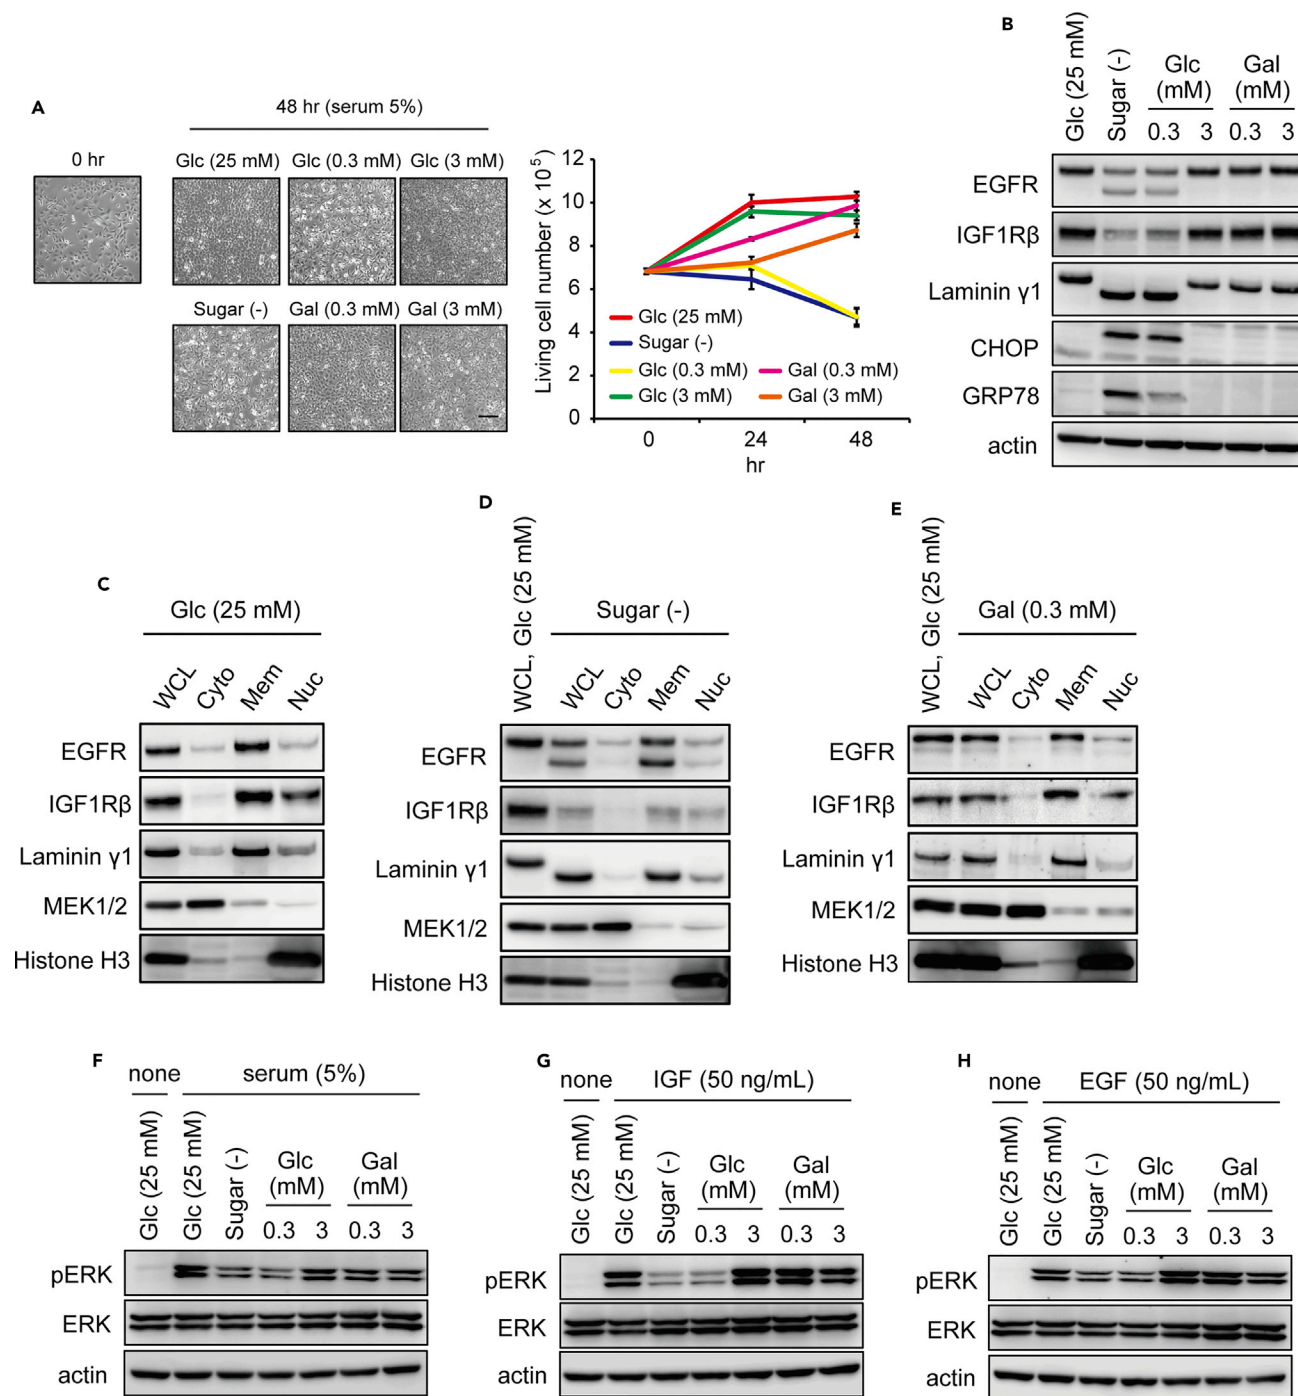 A
48 hr (serum 5%)
0 hr
Glc (25 mM) Glc (0.3 mM) Glc (3 mM)
Sugar (-) Gal (0.3 mM) Gal (3 mM)
Living cell number (x 10⁵)
12
10
8
6
4
2
0
0 24 48
hr
Glc (25 mM)
Sugar (-)
Glc (0.3 mM) Gal (0.3 mM)
Glc (3 mM) Gal (3 mM)
B
Glc (25 mM)
Sugar (-)
Glc Gal
(mM) (mM)
0.3 3 0.3 3
EGFR
IGF1Rβ
Laminin γ1
CHOP
GRP78
actin
C
Glc (25 mM)
WCL Cyto Mem Nuc
EGFR
IGF1Rβ
Laminin γ1
MEK1/2
Histone H3
D
WCL, Glc (25 mM)
Sugar (-)
WCL Cyto Mem Nuc
EGFR
IGF1Rβ
Laminin γ1
MEK1/2
Histone H3
E
WCL, Glc (25 mM)
Gal (0.3 mM)
WCL Cyto Mem Nuc
EGFR
IGF1Rβ
Laminin γ1
MEK1/2
Histone H3
F
none serum (5%)
Glc (25 mM)
Glc (25 mM)
Sugar (-)
Glc Gal
(mM) (mM)
0.3 3 0.3 3
pERK
ERK
actin
G
none IGF (50 ng/mL)
Glc (25 mM)
Glc (25 mM)
Sugar (-)
Glc Gal
(mM) (mM)
0.3 3 0.3 3
pERK
ERK
actin
H
none EGF (50 ng/mL)
Glc (25 mM)
Glc (25 mM)
Sugar (-)
Glc Gal
(mM) (mM)
0.3 3 0.3 3
pERK
ERK
actin